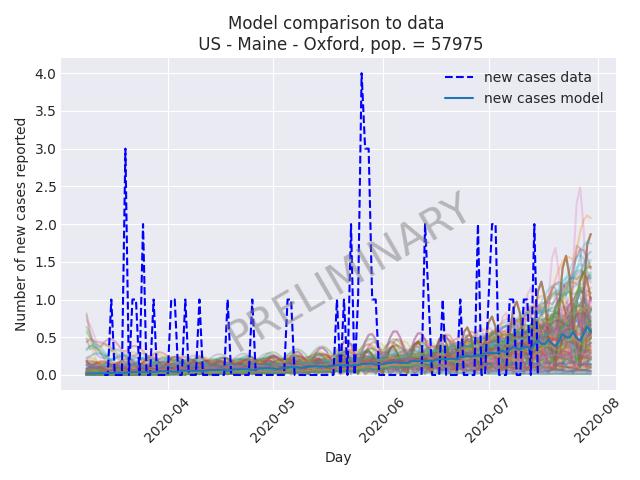 Model comparison to data
US - Maine - Oxford, pop. = 57975
new cases data
new cases model
Number of new cases reported
4.0
3.5
3.0
2.5
2.0
1.5
1.0
0.5
0.0
PRELIMINARY
2020-04
2020-05
2020-06
2020-07
2020-08
Day